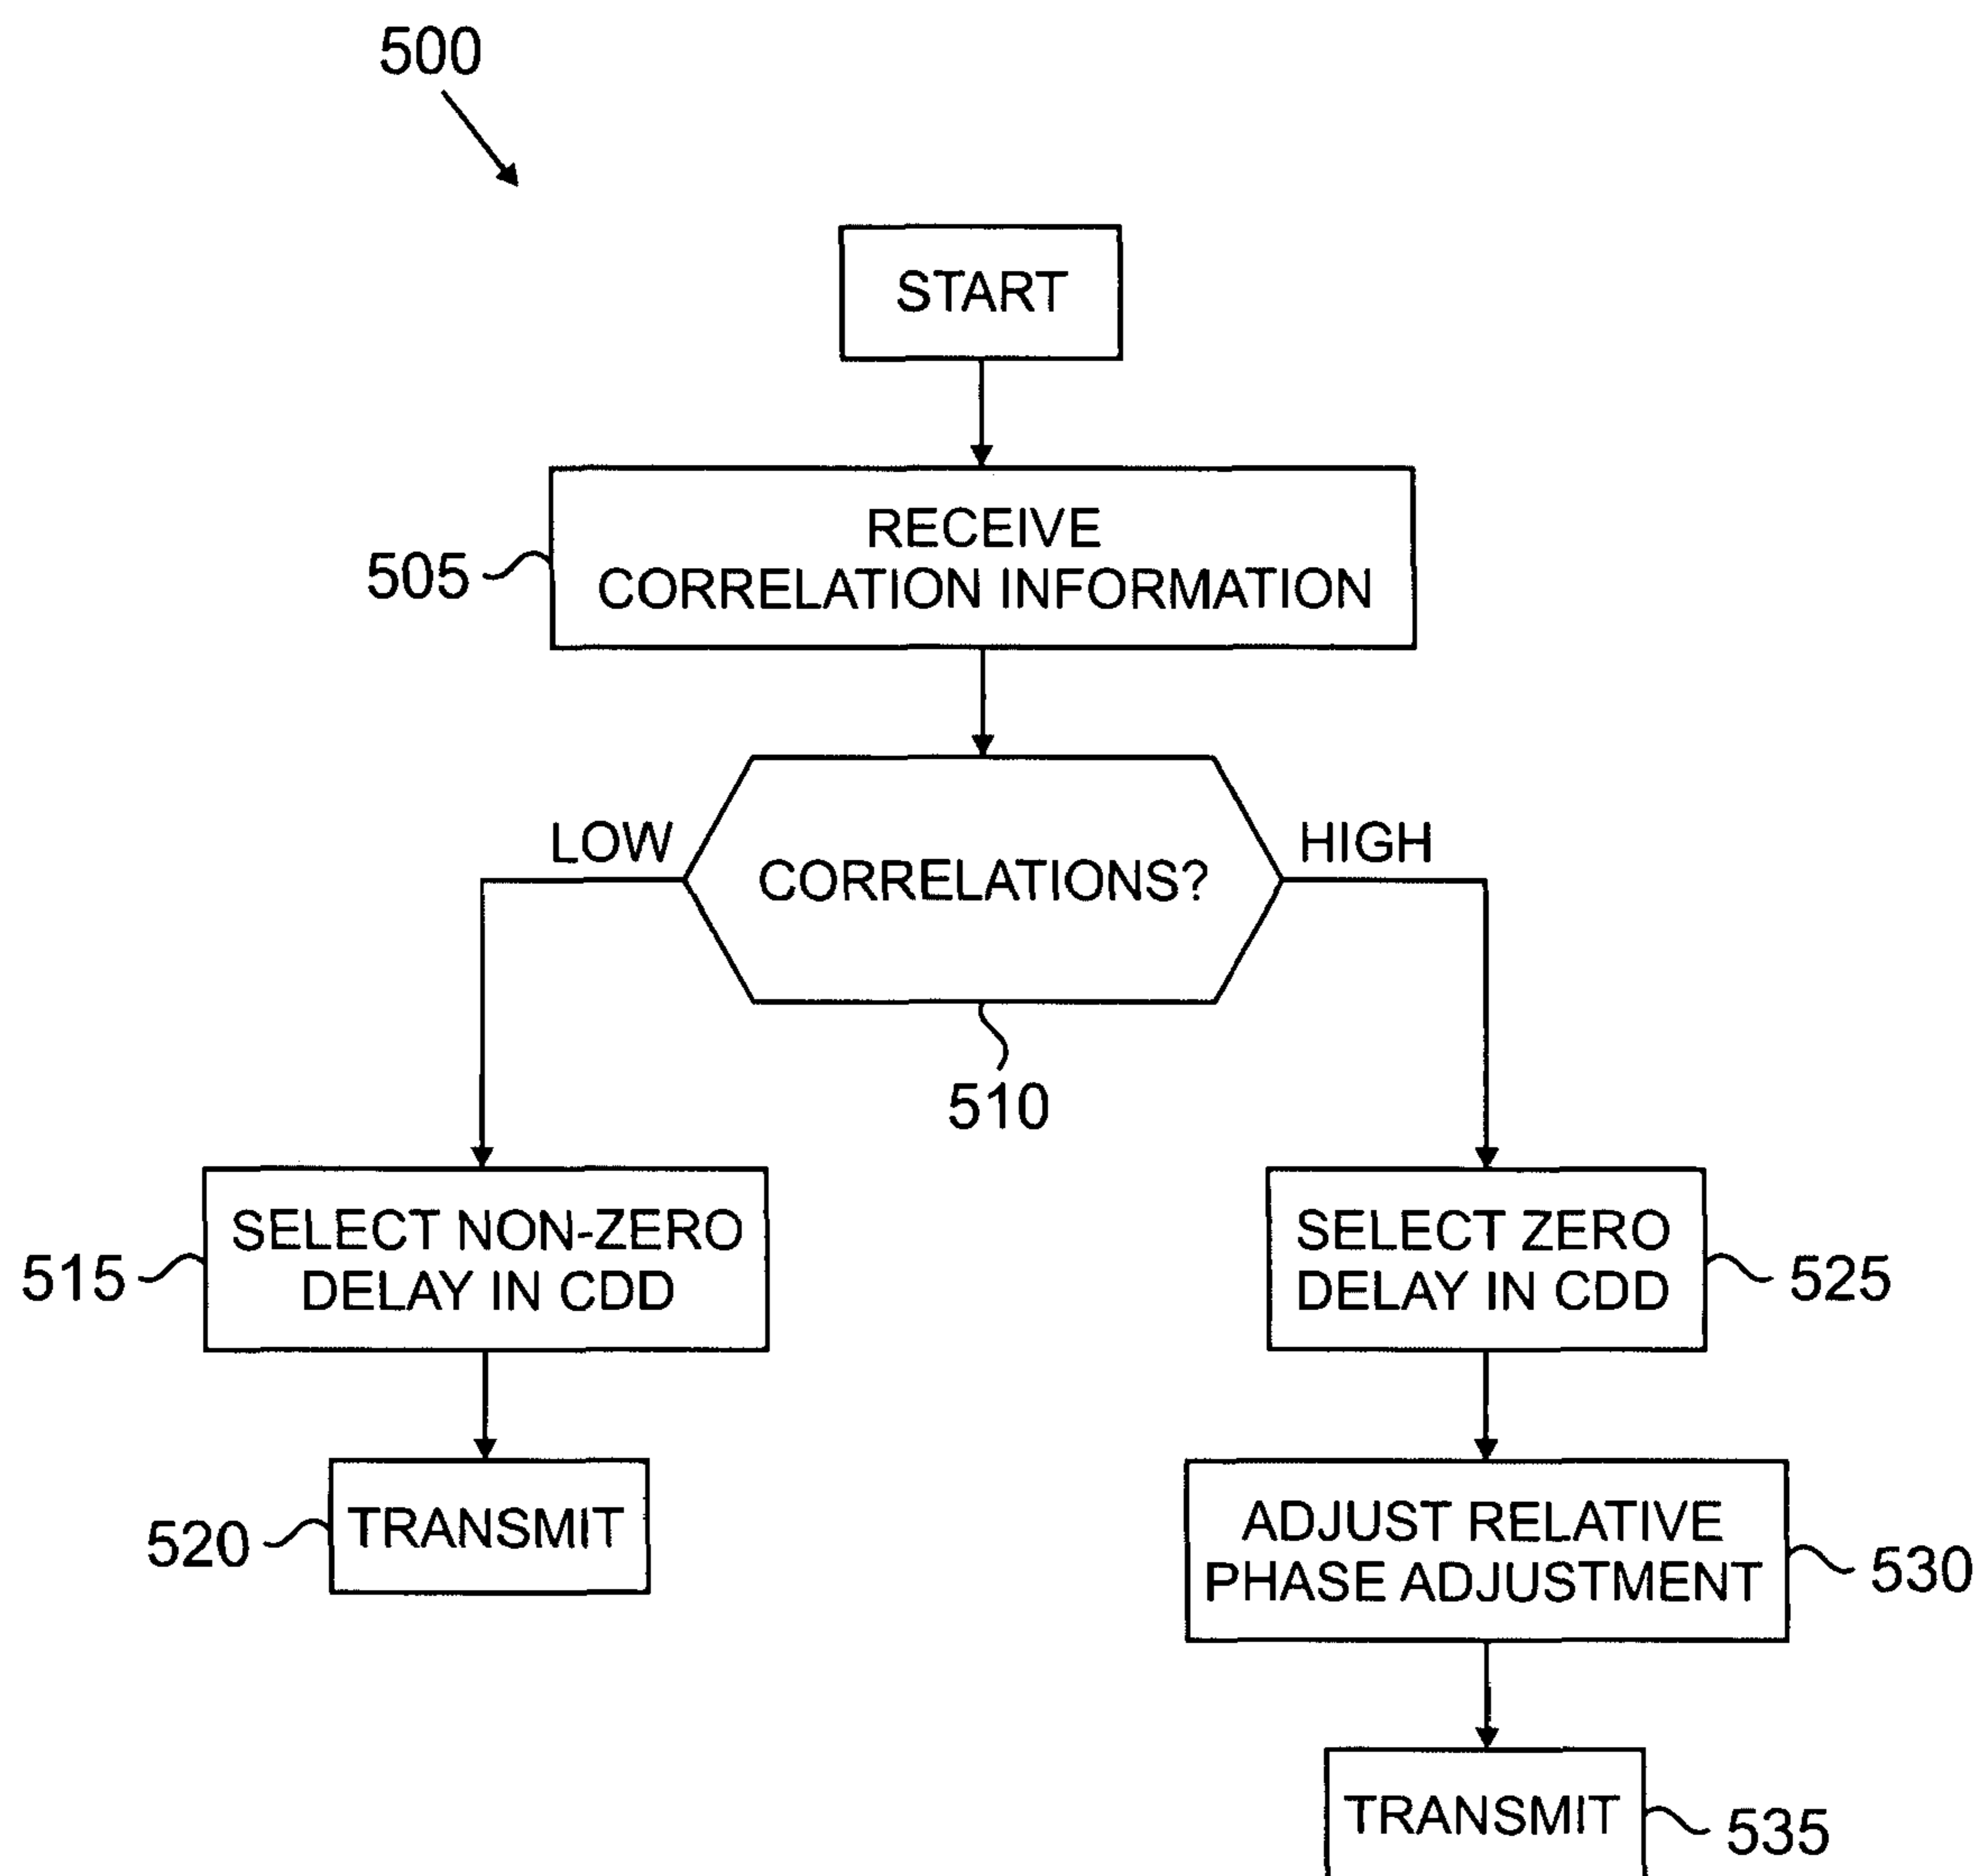 500
START
RECEIVE
CORRELATION INFORMATION
505
LOW
HIGH
CORRELATIONS?
510
SELECT NON-ZERO
DELAY IN CDD
515
SELECT ZERO
DELAY IN CDD
525
TRANSMIT
520
ADJUST RELATIVE
PHASE ADJUSTMENT
530
TRANSMIT
535